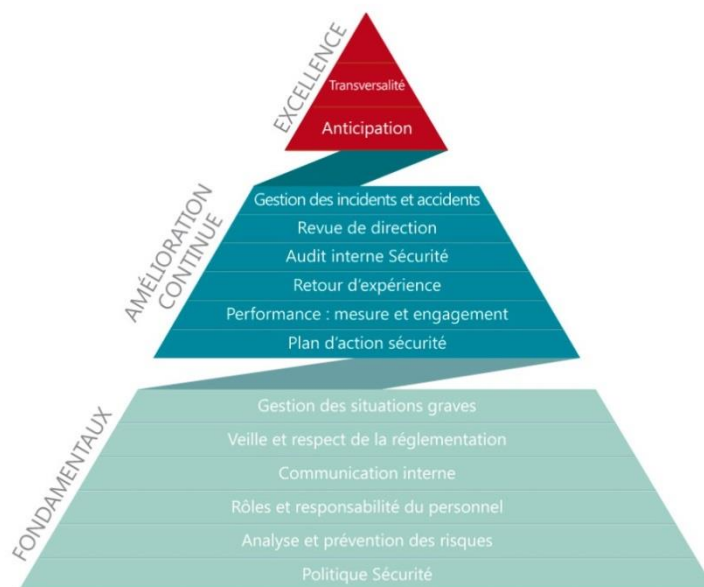 EXCELLENCE
Transversalité
Anticipation
AMÉLIORATION
CONTINUE
Gestion des incidents et accidents
Revue de direction
Audit interne Sécurité
Retour d'expérience
Performance : mesure et engagement
Plan d'action sécurité
FONDAMENTAUX
Gestion des situations graves
Veille et respect de la réglementation
Communication interne
Rôles et responsabilité du personnel
Analyse et prévention des risques
Politique Sécurité